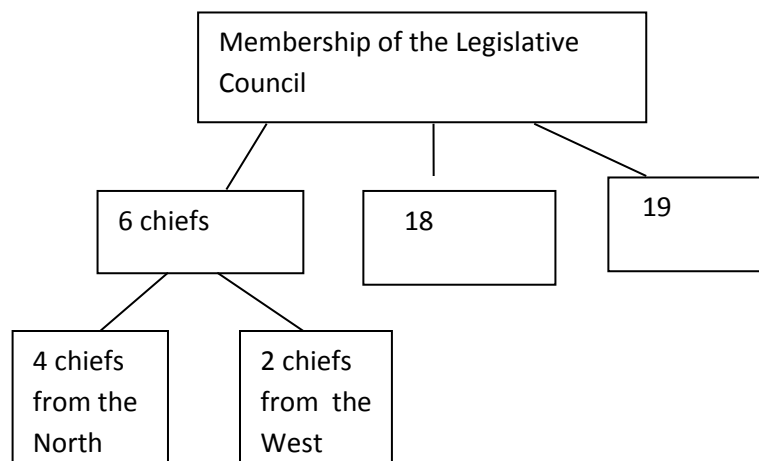 Membership of the Legislative
Council
6 chiefs
18
19
4 chiefs
from the
North
2 chiefs
from the
West